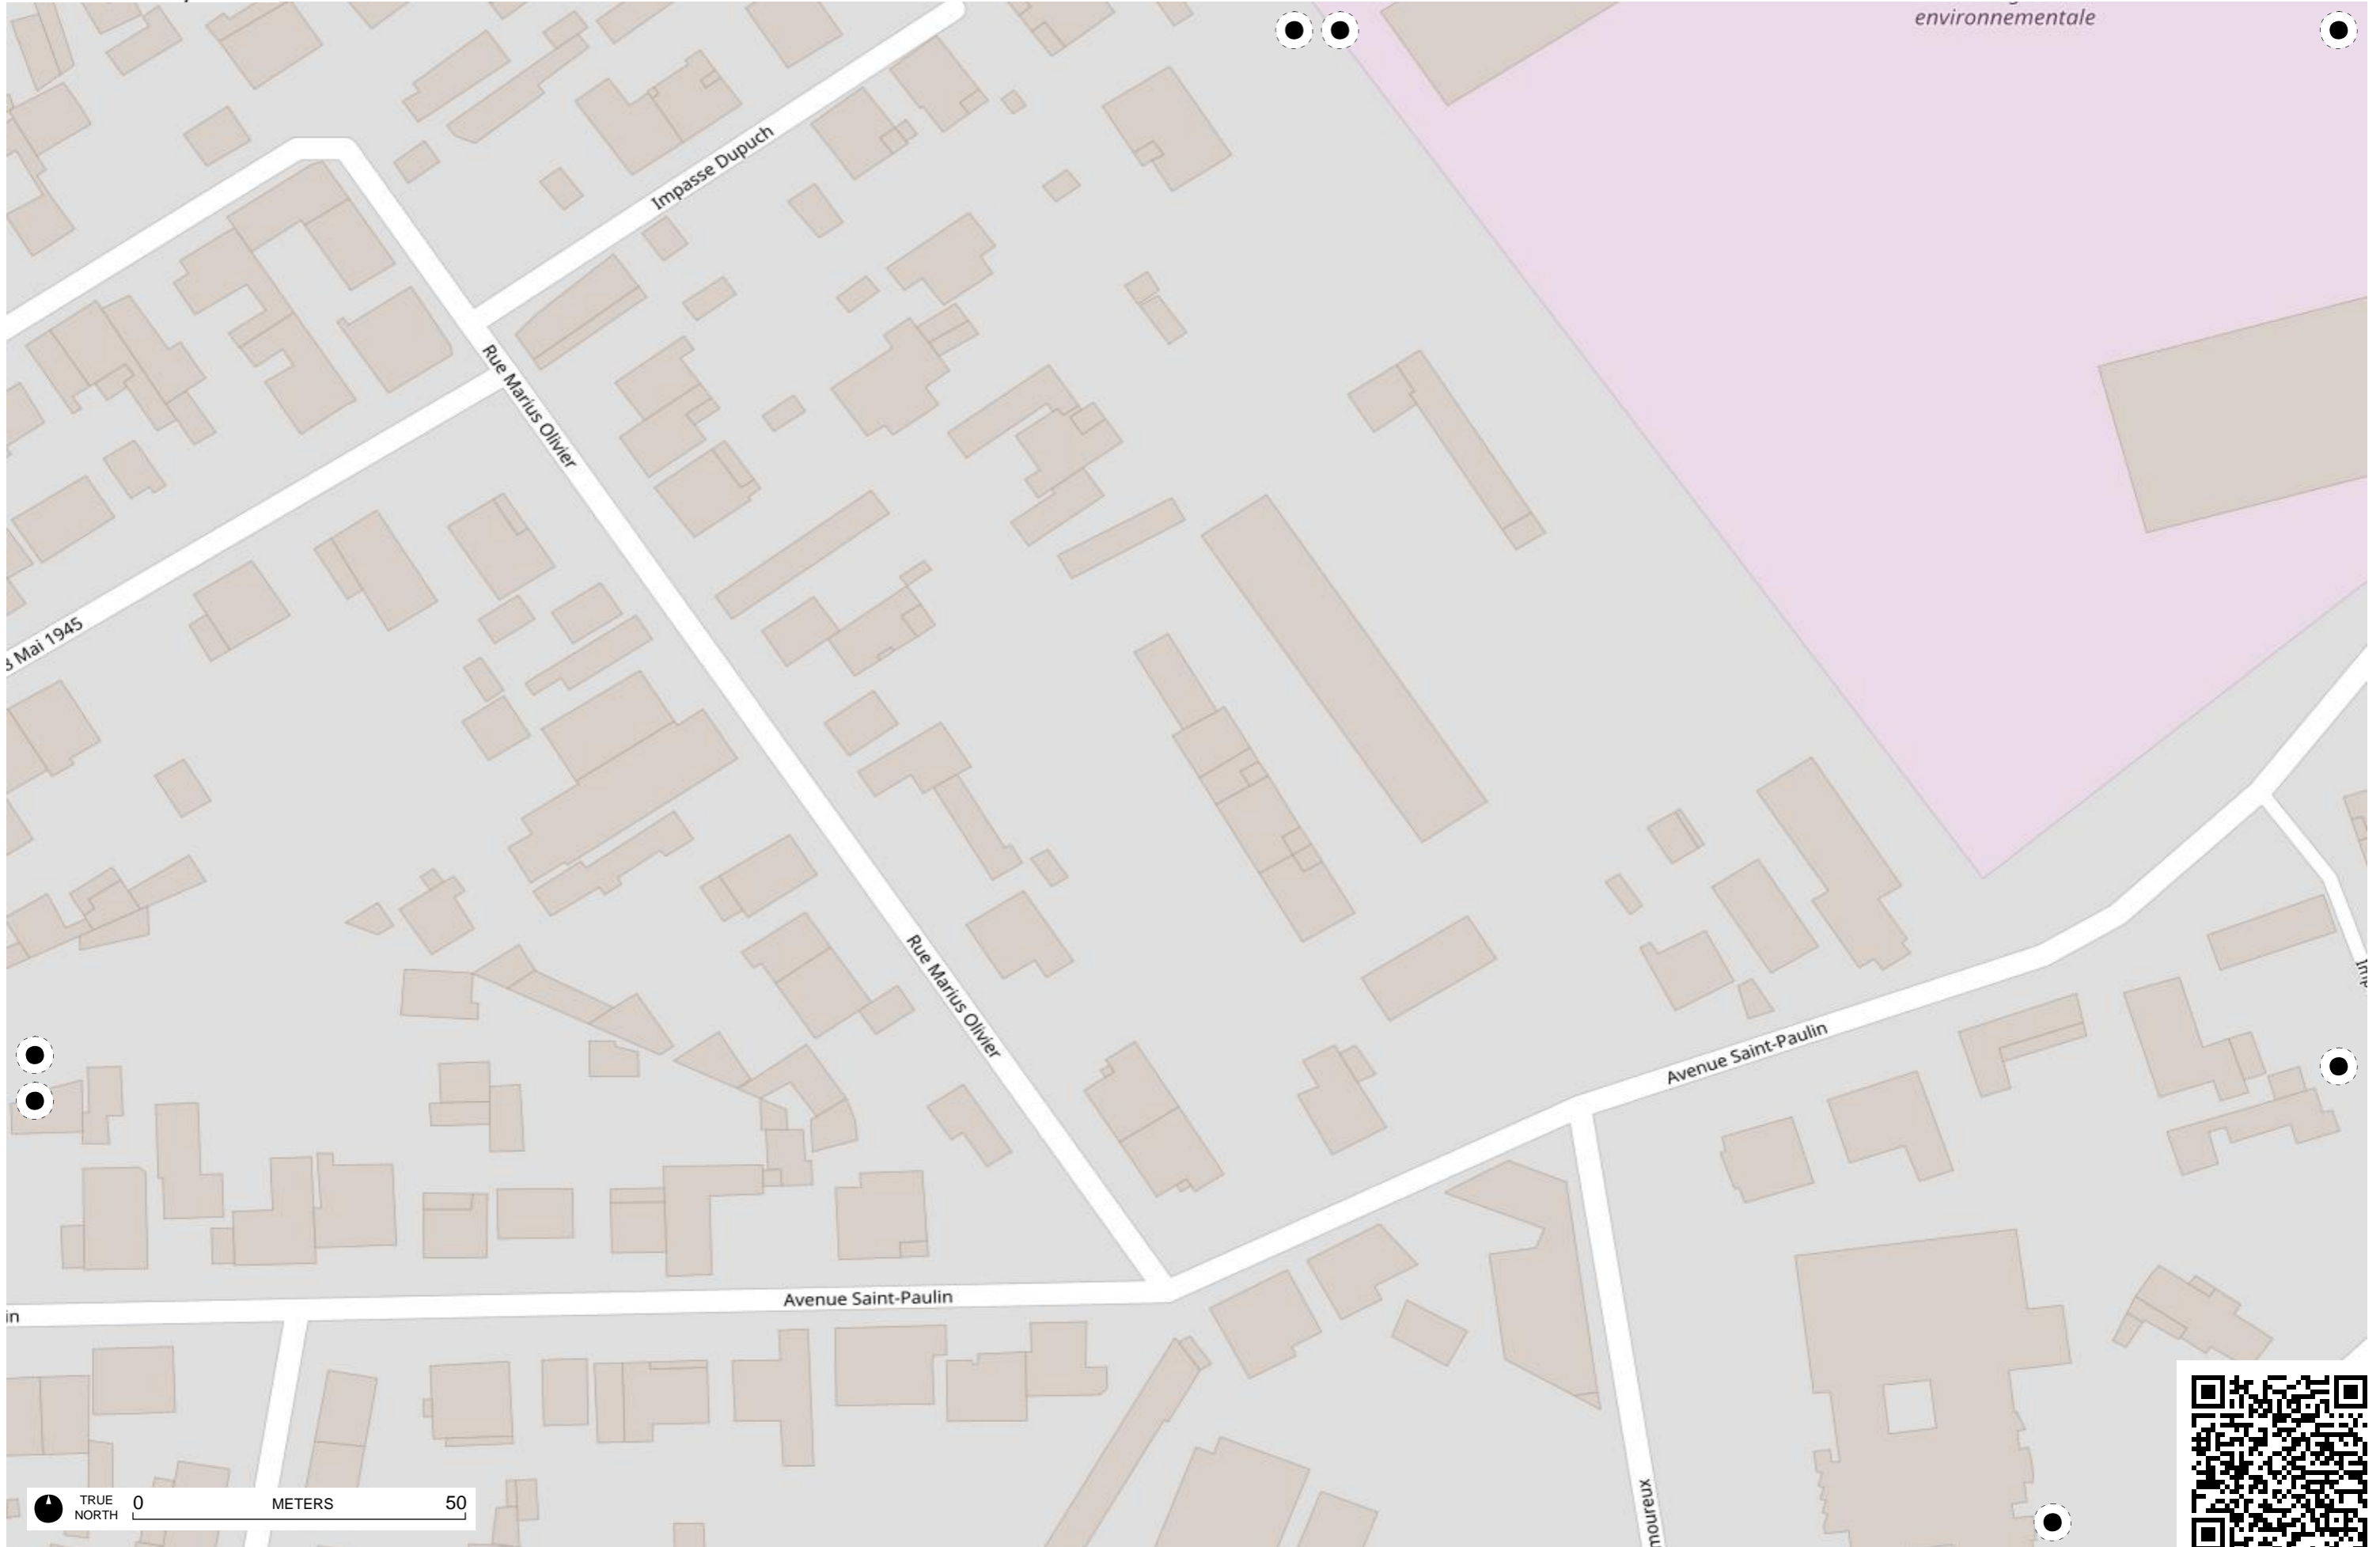 environnementale
Impasse Dupuch
Rue Marius Olivier
Mai 1945
Rue Marius Olivier
Avenue Saint-Paulin
Avenue Saint-Paulin
in
TRUE NORTH
0 METERS 50